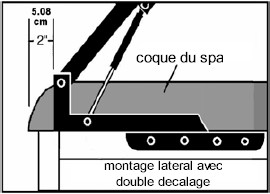 5.08
cm
2"
coque du spa
montage lateral avec
double decalage